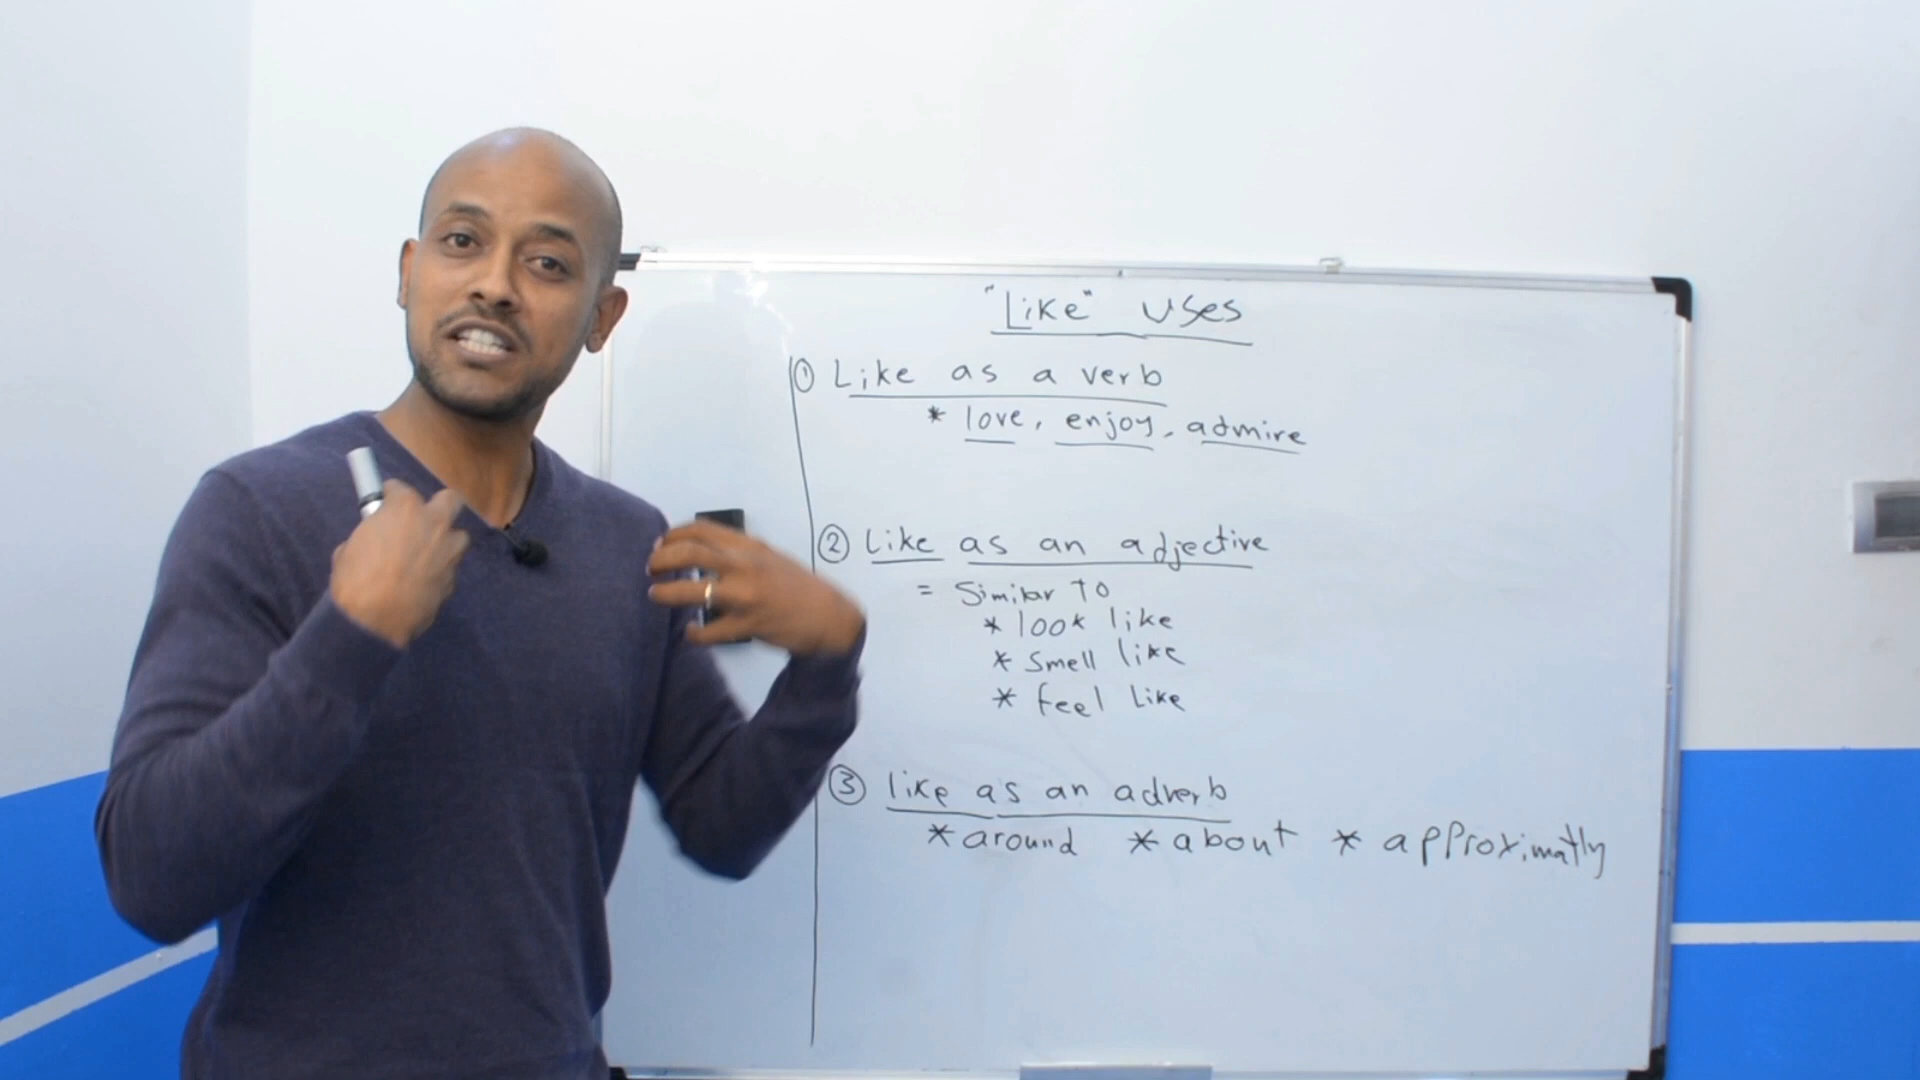 "Like" uses
① Like as a verb
* love, enjoy, admire
② Like as an adjective
= Similar To
* look like
* smell like
* feel like
③ like as an adverb
* around * about * approximatly